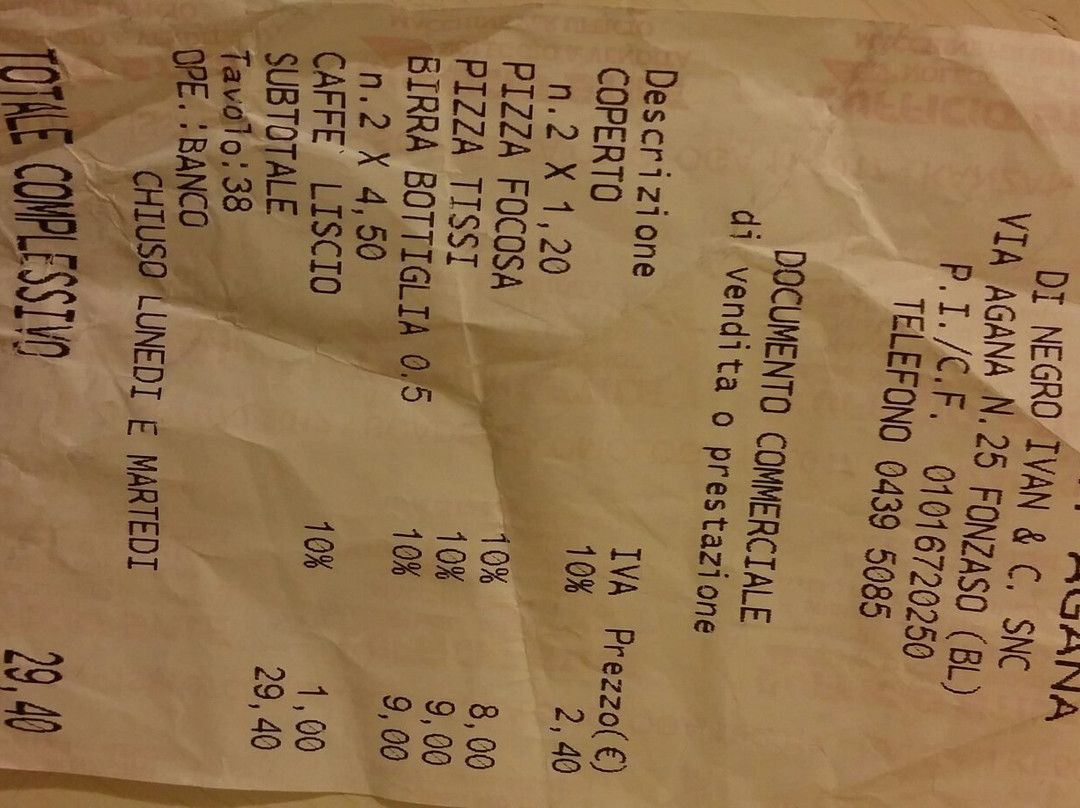 AGANA
DI NEGRO IVAN & C. SNC
VIA AGANA N.25 FONZASO (BL)
P.I./C.F. 01016720250
TELEFONO 0439 5085
DOCUMENTO COMMERCIALE
di vendita o prestazione
Descrizione IVA Prezzo(€)
COPERTO
n.2 X 1,20 10% 2,40
PIZZA FOCOSA 10% 8,00
PIZZA TISSI 10% 9,00
BIRRA BOTTIGLIA 0.5
n.2 X 4,50 10% 9,00
CAFFE` LISCIO 10% 1,00
SUBTOTALE 29,40
Tavolo:38
OPE.:BANCO
CHIUSO LUNEDI E MARTEDI
TOTALE COMPLESSIVO 29,40